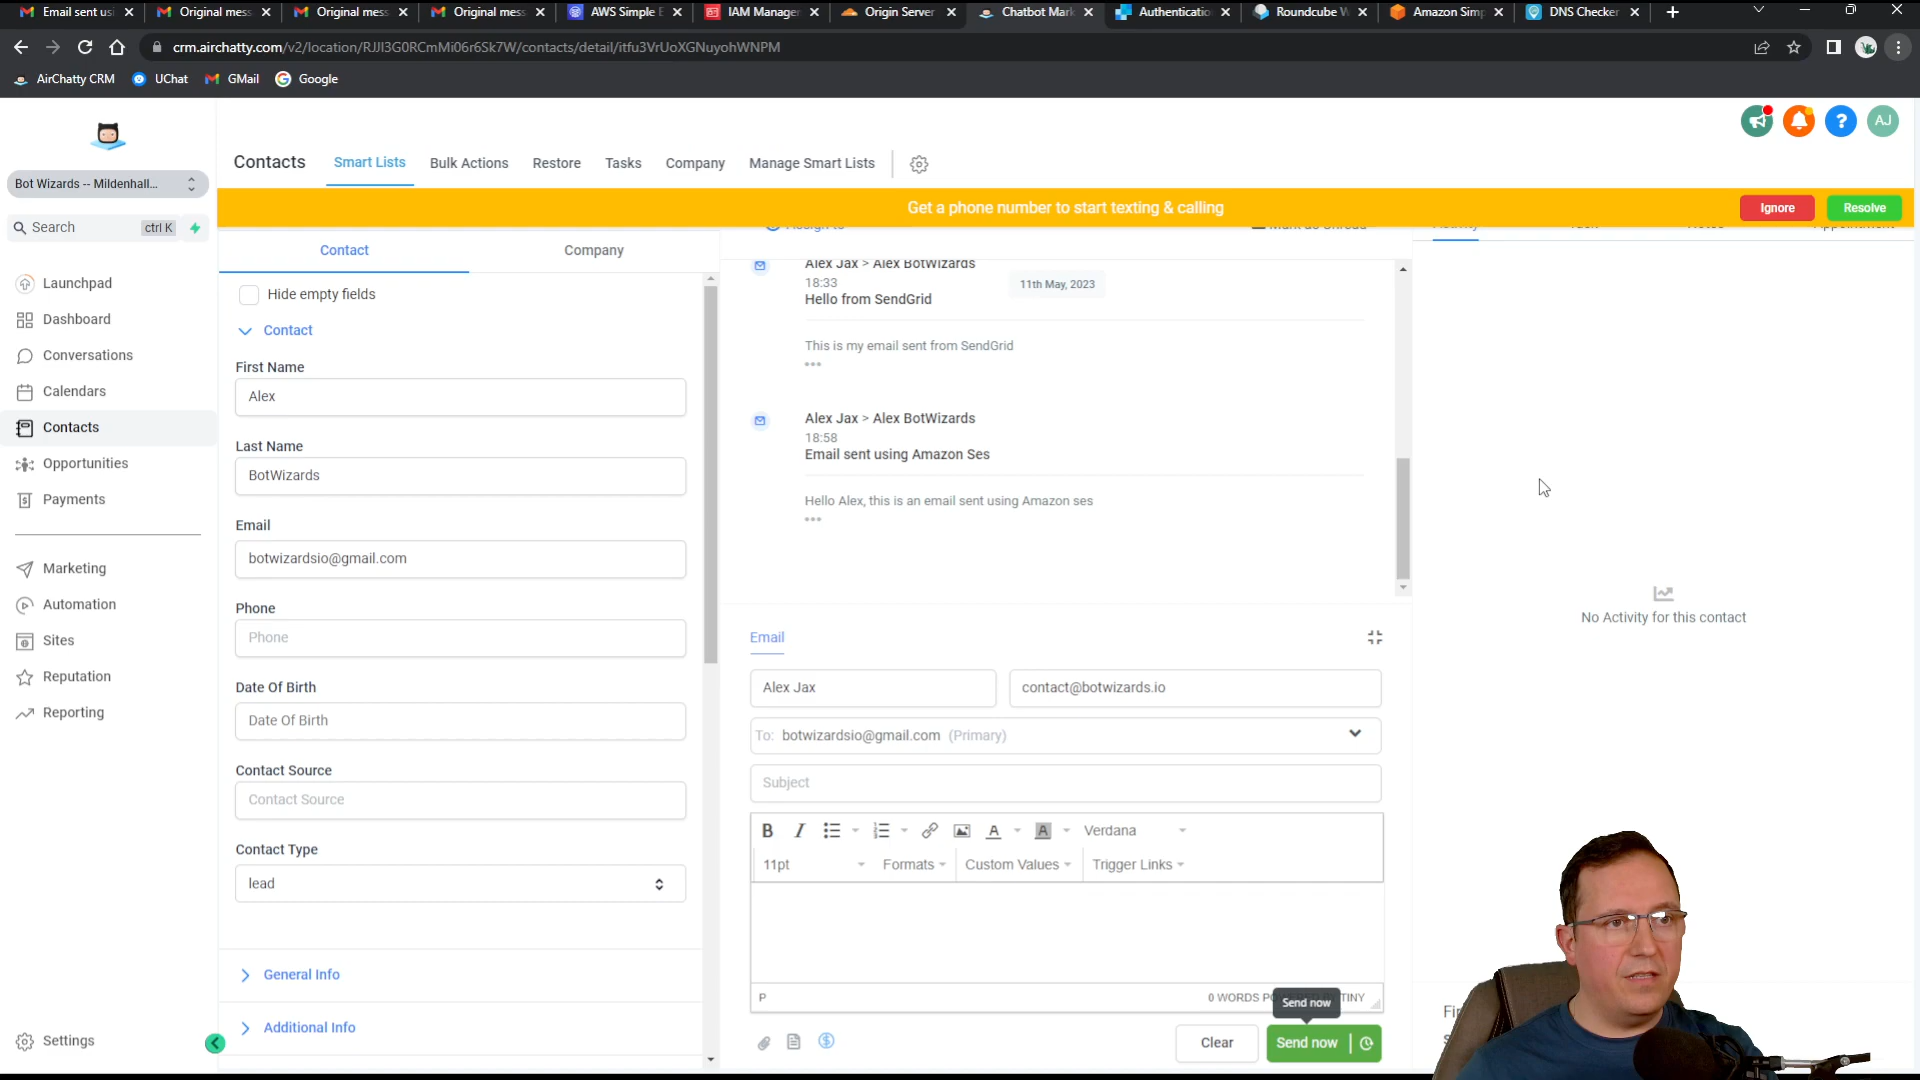 Email sent usi
Original mess
Original mess
Original mess
AWS Simple E
IAM Manage
Origin Server
Chatbot Mark
Authenticatio
Roundcube W
Amazon Simp
DNS Checker
crm.airchatty.com/v2/location/RJJI3G0RCmMi06r6Sk7W/contacts/detail/itfu3VrUoXGNuyohWNPM
AirChatty CRM
UChat
GMail
Google
AJ
Bot Wizards -- Mildenhall...
Search
ctrl K
Launchpad
Dashboard
Conversations
Calendars
Contacts
Opportunities
Payments
Marketing
Automation
Sites
Reputation
Reporting
Settings
Contacts
Smart Lists
Bulk Actions
Restore
Tasks
Company
Manage Smart Lists
Get a phone number to start texting & calling
Ignore
Resolve
Contact
Company
Hide empty fields
Contact
First Name
Alex
Last Name
BotWizards
Email
botwizardsio@gmail.com
Phone
Phone
Date Of Birth
Date Of Birth
Contact Source
Contact Source
Contact Type
lead
General Info
Additional Info
Alex Jax > Alex BotWizards
18:33
11th May, 2023
Hello from SendGrid
This is my email sent from SendGrid
Alex Jax > Alex BotWizards
18:58
Email sent using Amazon Ses
Hello Alex, this is an email sent using Amazon ses
Email
Alex Jax
contact@botwizards.io
To: botwizardsio@gmail.com (Primary)
Subject
B I A A Verdana
11pt
Formats
Custom Values
Trigger Links
P
0 WORDS
TINY
Send now
Clear
Send now
No Activity for this contact